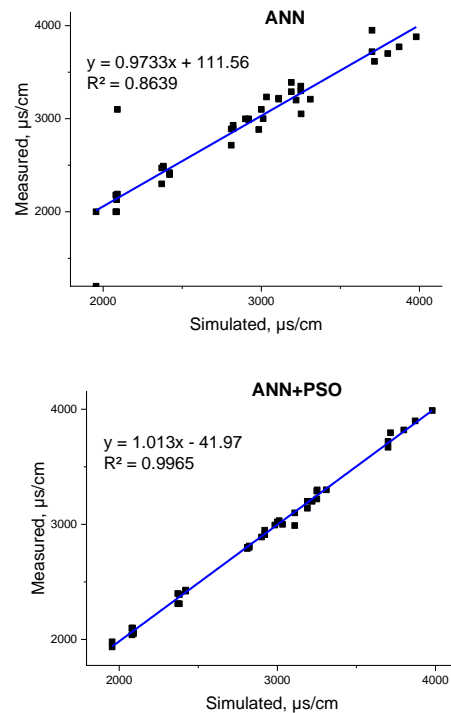 ANN
y = 0.9733x + 111.56
R² = 0.8639
4000
3000
2000
Measured, µs/cm
2000 3000 4000
Simulated, µs/cm
ANN+PSO
4000
y = 1.013x - 41.97
R² = 0.9965
3000
2000
Measured, µs/cm
2000 3000 4000
Simulated, µs/cm